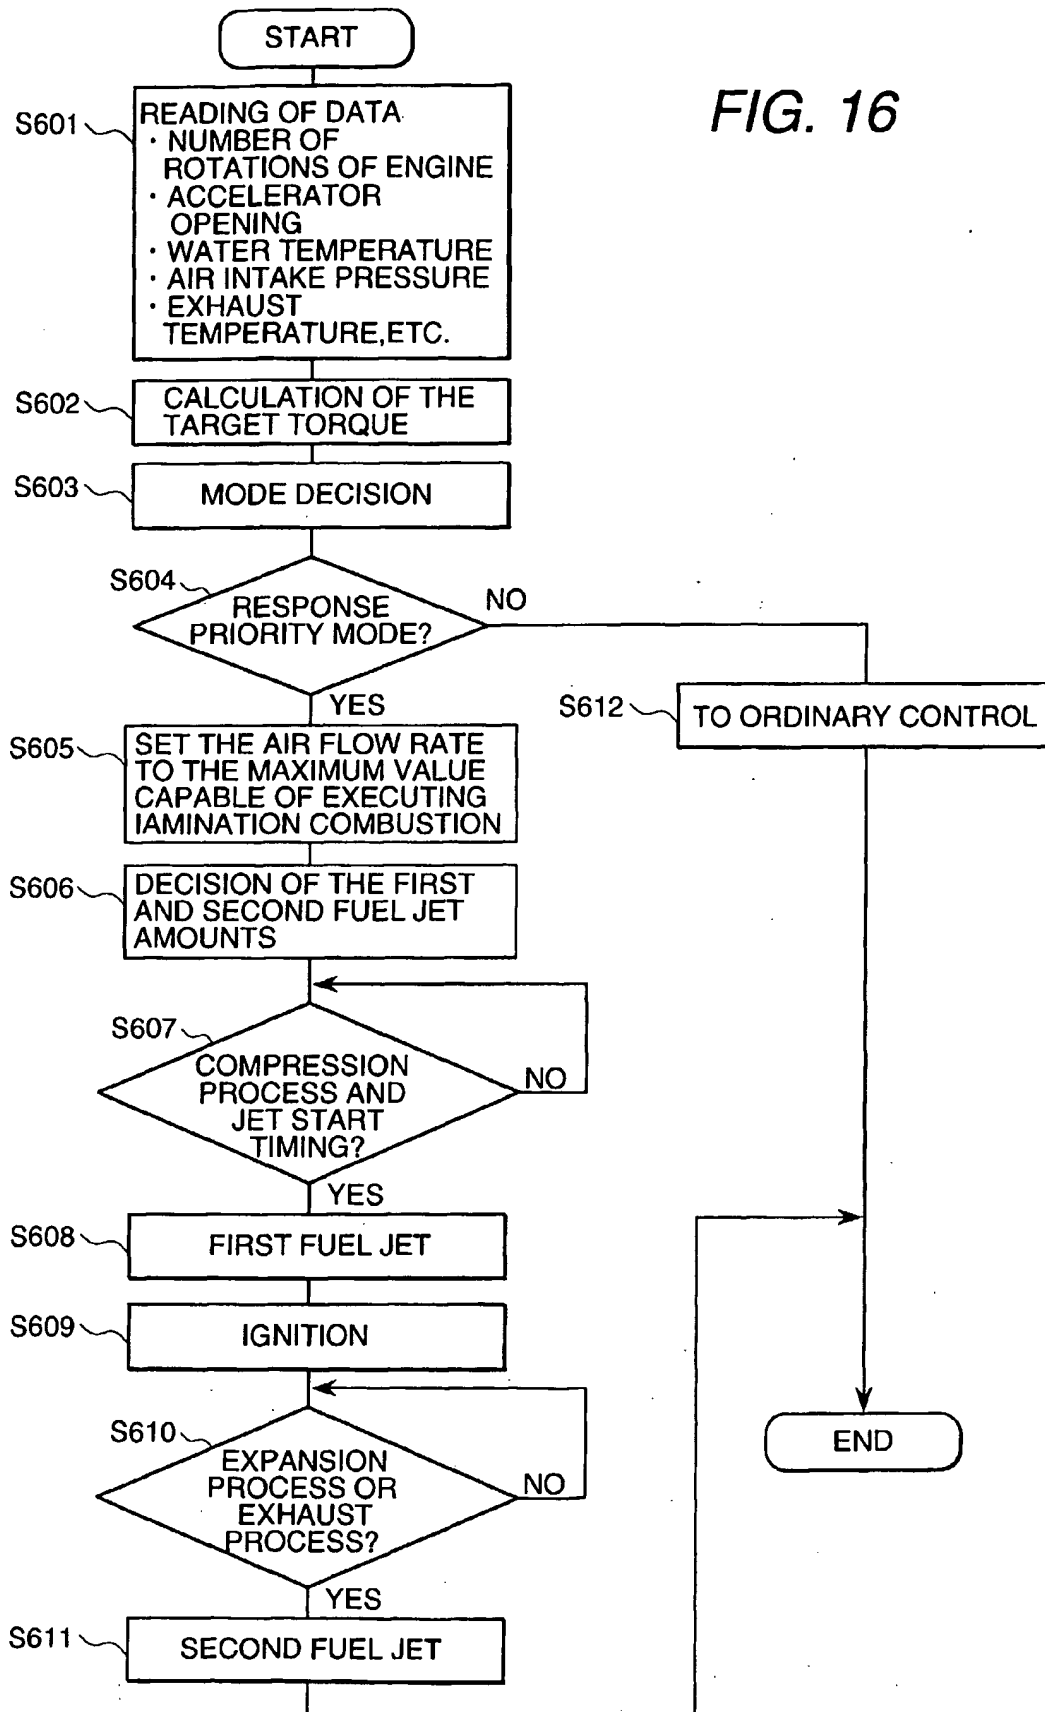 START
FIG. 16
S601
READING OF DATA
· NUMBER OF
ROTATIONS OF ENGINE
· ACCELERATOR
OPENING
· WATER TEMPERATURE
· AIR INTAKE PRESSURE
· EXHAUST
TEMPERATURE,ETC.
S602
CALCULATION OF THE
TARGET TORQUE
S603
MODE DECISION
S604
RESPONSE
PRIORITY MODE?
NO
YES
S612
TO ORDINARY CONTROL
S605
SET THE AIR FLOW RATE
TO THE MAXIMUM VALUE
CAPABLE OF EXECUTING
IAMINATION COMBUSTION
S606
DECISION OF THE FIRST
AND SECOND FUEL JET
AMOUNTS
S607
COMPRESSION
PROCESS AND
JET START
TIMING?
NO
YES
S608
FIRST FUEL JET
S609
IGNITION
S610
EXPANSION
PROCESS OR
EXHAUST
PROCESS?
NO
YES
END
S611
SECOND FUEL JET